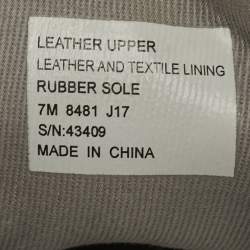 LEATHER UPPER
LEATHER AND TEXTILE LINING
RUBBER SOLE
7M 8481 J17
S/N:43409
MADE IN CHINA